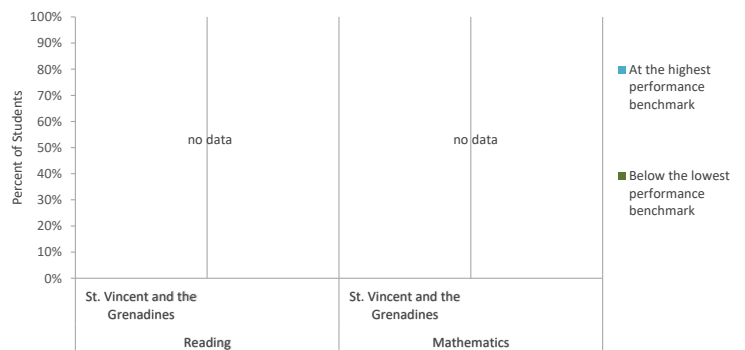 100%
90%
80%
70%
60%
50%
40%
30%
20%
10%
0%
Percent of Students
no data
no data
St. Vincent and the
Grenadines
St. Vincent and the
Grenadines
Reading
Mathematics
At the highest
performance
benchmark
Below the lowest
performance
benchmark